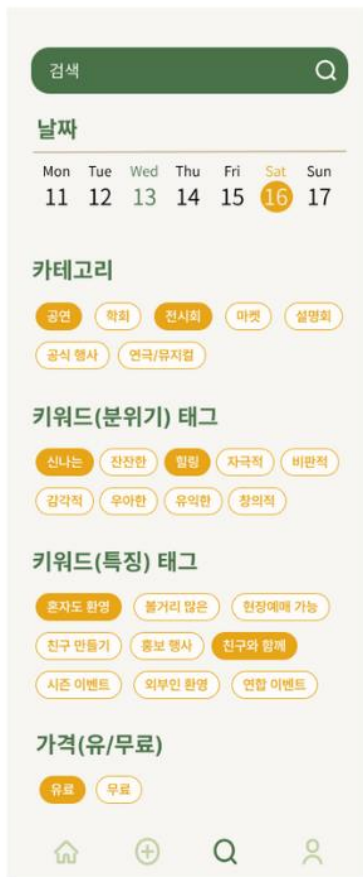 검색
날짜
Mon Tue Wed Thu Fri Sat Sun
11 12 13 14 15 16 17
카테고리
공연 학회 전시회 마켓 설명회
공식 행사 연극/뮤지컬
키워드(분위기) 태그
신나는 잔잔한 힐링 자극적 비판적
감각적 우아한 유익한 창의적
키워드(특징) 태그
혼자도 환영 볼거리 많은 현장예매 가능
친구 만들기 홍보 행사 친구와 함께
시즌 이벤트 외부인 환영 연합 이벤트
가격(유/무료)
유료 무료